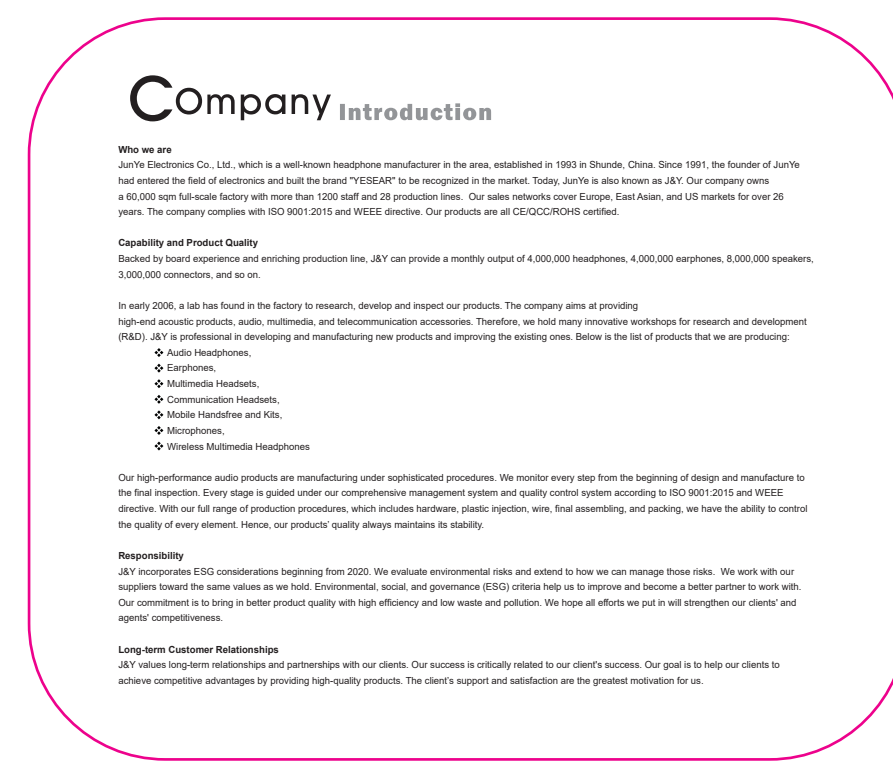 Company Introduction
Who we are
JunYe Electronics Co., Ltd., which is a well-known headphone manufacturer in the area, established in 1993 in Shunde, China. Since 1991, the founder of JunYe
had entered the field of electronics and built the brand "YESEAR" to be recognized in the market. Today, JunYe is also known as J&Y. Our company owns
a 60,000 sqm full-scale factory with more than 1200 staff and 28 production lines.  Our sales networks cover Europe, East Asian, and US markets for over 26
years. The company complies with ISO 9001:2015 and WEEE directive. Our products are all CE/QCC/ROHS certified.
Capability and Product Quality
Backed by board experience and enriching production line, J&Y can provide a monthly output of 4,000,000 headphones, 4,000,000 earphones, 8,000,000 speakers,
3,000,000 connectors, and so on.
In early 2006, a lab has found in the factory to research, develop and inspect our products. The company aims at providing
high-end acoustic products, audio, multimedia, and telecommunication accessories. Therefore, we hold many innovative workshops for research and development
(R&D). J&Y is professional in developing and manufacturing new products and improving the existing ones. Below is the list of products that we are producing:
❖ Audio Headphones,
❖ Earphones,
❖ Multimedia Headsets,
❖ Communication Headsets,
❖ Mobile Handsfree and Kits,
❖ Microphones,
❖ Wireless Multimedia Headphones
Our high-performance audio products are manufacturing under sophisticated procedures. We monitor every step from the beginning of design and manufacture to
the final inspection. Every stage is guided under our comprehensive management system and quality control system according to ISO 9001:2015 and WEEE
directive. With our full range of production procedures, which includes hardware, plastic injection, wire, final assembling, and packing, we have the ability to control
the quality of every element. Hence, our products' quality always maintains its stability.
Responsibility
J&Y incorporates ESG considerations beginning from 2020. We evaluate environmental risks and extend to how we can manage those risks.  We work with our
suppliers toward the same values as we hold. Environmental, social, and governance (ESG) criteria help us to improve and become a better partner to work with.
Our commitment is to bring in better product quality with high efficiency and low waste and pollution. We hope all efforts we put in will strengthen our clients' and
agents' competitiveness.
Long-term Customer Relationships
J&Y values long-term relationships and partnerships with our clients. Our success is critically related to our client's success. Our goal is to help our clients to
achieve competitive advantages by providing high-quality products. The client's support and satisfaction are the greatest motivation for us.